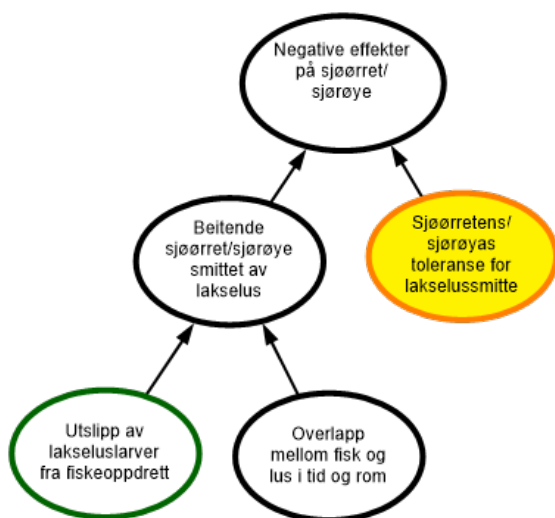 Negative effekter
på sjøørret/
sjørøye
Beitende
sjøørret/sjørøye
smittet av
lakselus
Sjøørretens/
sjørøyas
toleranse for
lakselussmitte
Utslipp av
lakseluslarver
fra fiskeoppdrett
Overlapp
mellom fisk og
lus i tid og rom